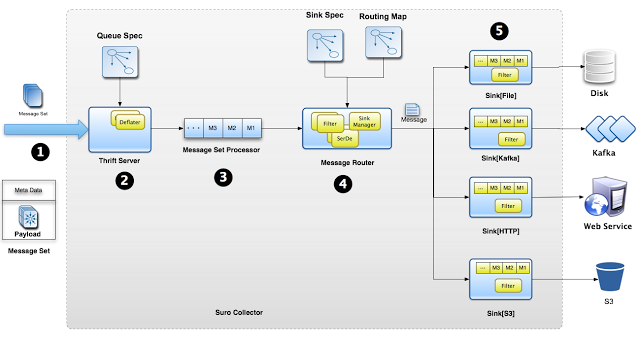 Queue Spec
Sink Spec
Routing Map
5
Message Set
1
Deflater
Thrift Server
2
... M3 M2 M1
Message Set Processor
3
Filter
Sink
Manager
SerDe
Message Router
4
Message
... M3 M2 M1
Filter
Sink[File]
Disk
... M3 M2 M1
Filter
Sink[Kafka]
Kafka
... M3 M2 M1
Filter
Sink[HTTP]
Web Service
... M3 M2 M1
Filter
Sink[S3]
S3
Meta Data
Payload
Message Set
Suro Collector